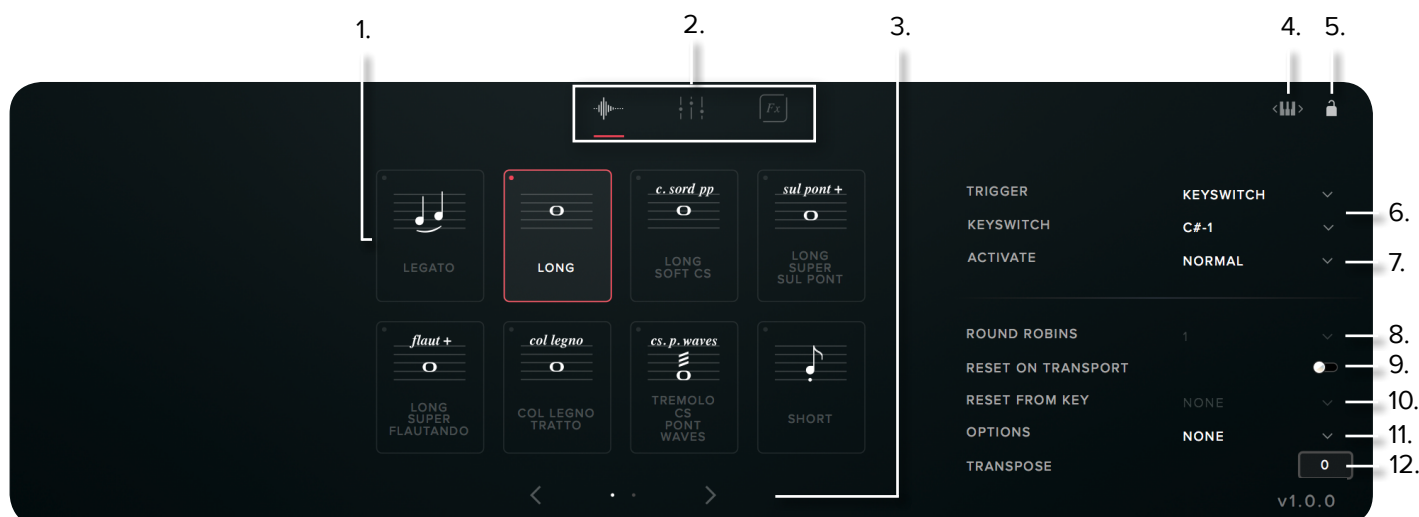 1.
2.
3.
4.
5.
Fx
LEGATO
LONG
c. sord pp
LONG
SOFT CS
sul pont +
LONG
SUPER
SUL PONT
flaut +
LONG
SUPER
FLAUTANDO
col legno
COL LEGNO
TRATTO
cs. p. waves
TREMOLO
CS
PONT
WAVES
SHORT
TRIGGER KEYSWITCH
6.
KEYSWITCH C#-1
ACTIVATE NORMAL 7.
ROUND ROBINS 1 8.
RESET ON TRANSPORT 9.
RESET FROM KEY NONE 10.
OPTIONS NONE 11.
TRANSPOSE 0 12.
v1.0.0